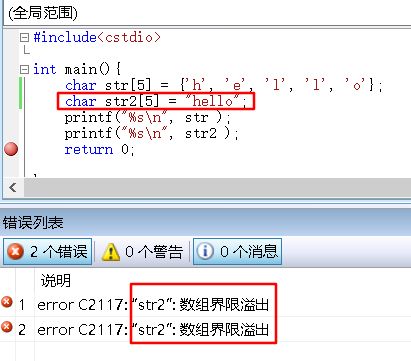 (全局范围)
#include<cstdio>
int main(){
char str[5] = {'h', 'e', 'l', 'l', 'o'};
char str2[5] = "hello";
printf("%s\n", str );
printf("%s\n", str2 );
return 0;
错误列表
2 个错误 0 个警告 0 个消息
说明
1 error C2117: "str2": 数组界限溢出
2 error C2117: "str2": 数组界限溢出